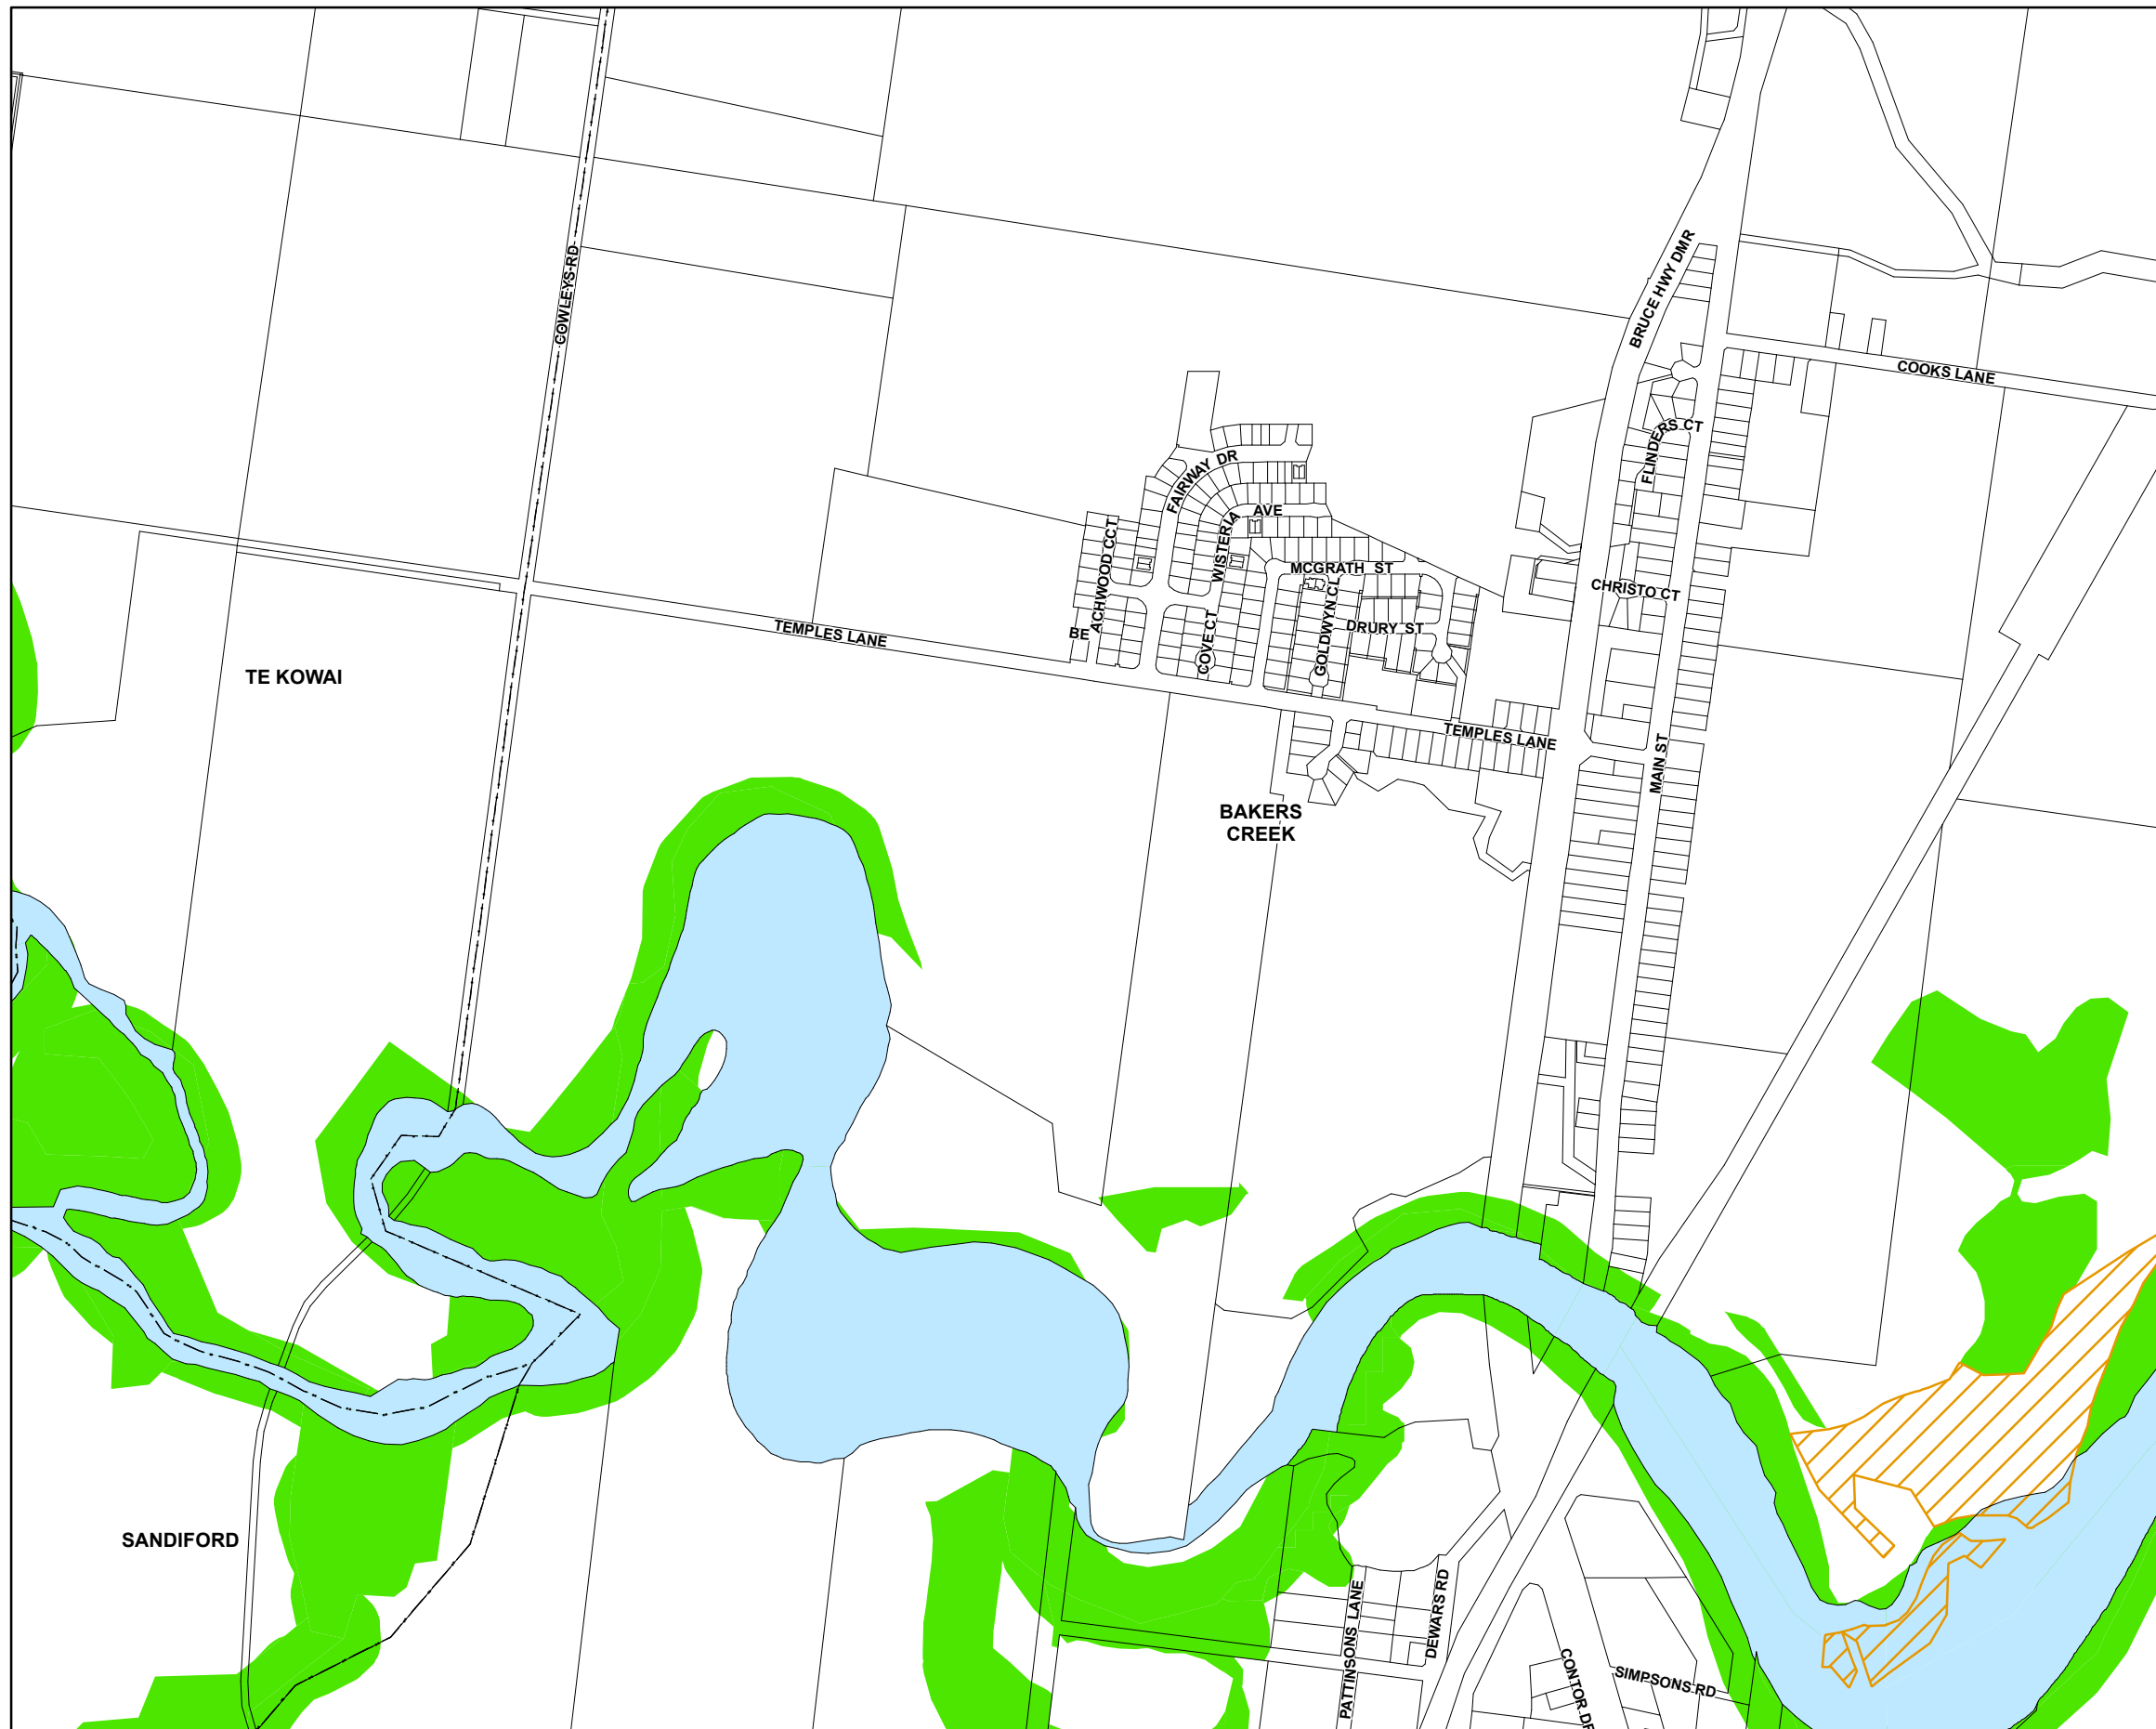 BRUCE HWY DMR
COWLEYS RD
COOKS LANE
FLINDERS CT
FAIRWAY DR
WISTERIA AVE
ACHWOOD CCT
BE
MCGRATH ST
CHRISTO CT
GOLDWYN CL
DRURY ST
COVE CT
TEMPLES LANE
TE KOWAI
TEMPLES LANE
MAIN ST
BAKERS
CREEK
SANDIFORD
PATTINSONS LANE
DEWARS RD
CONTOR DR
SIMPSONS RD